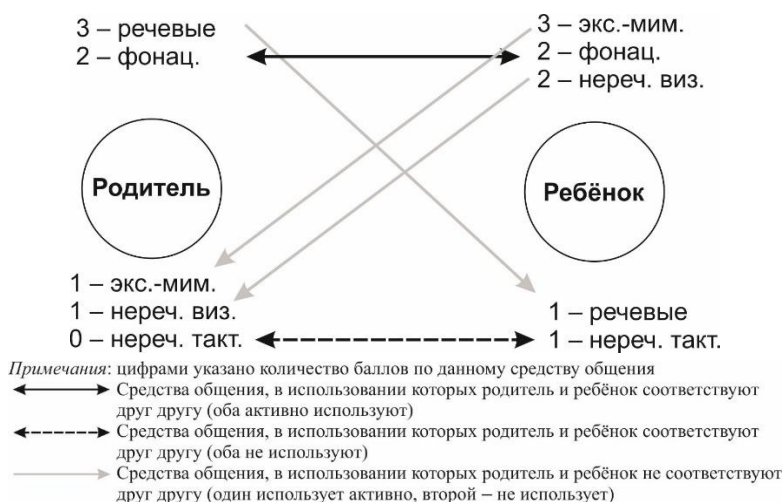 3 – речевые
2 – фонац.
3 – экс.-мим.
2 – фонац.
2 – нереч. виз.
Родитель
Ребёнок
1 – экс.-мим.
1 – нереч. виз.
0 – нереч. такт.
1 – речевые
1 – нереч. такт.
Примечания: цифрами указано количество баллов по данному средству общения
Средства общения, в использовании которых родитель и ребёнок соответствуют
друг другу (оба активно используют)
Средства общения, в использовании которых родитель и ребёнок соответствуют
друг другу (оба не используют)
Средства общения, в использовании которых родитель и ребёнок не соответствуют
друг другу (один использует активно, второй – не использует)